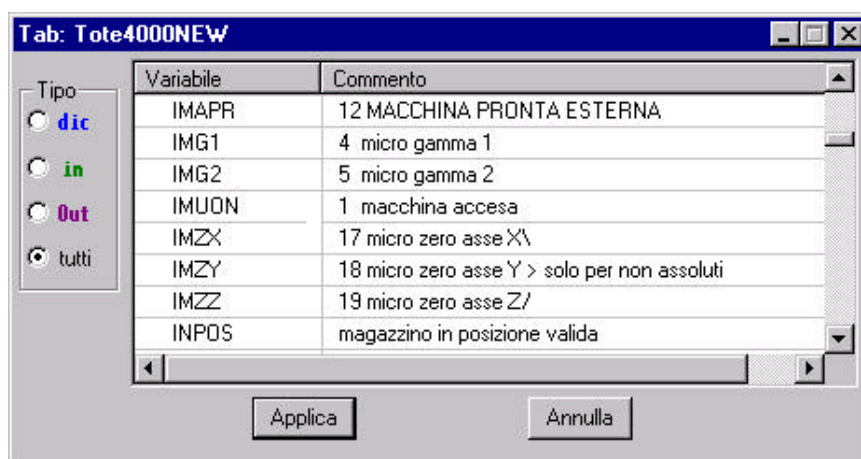 Tab: Tote4000NEW
Tipo
dic
in
Out
tutti
Variabile Commento
IMAPR 12 MACCHINA PRONTA ESTERNA
IMG1 4 micro gamma 1
IMG2 5 micro gamma 2
IMUON 1 macchina accesa
IMZX 17 micro zero asse X\
IMZY 18 micro zero asse Y > solo per non assoluti
IMZZ 19 micro zero asse Z/
INPOS magazzino in posizione valida
Applica Annulla